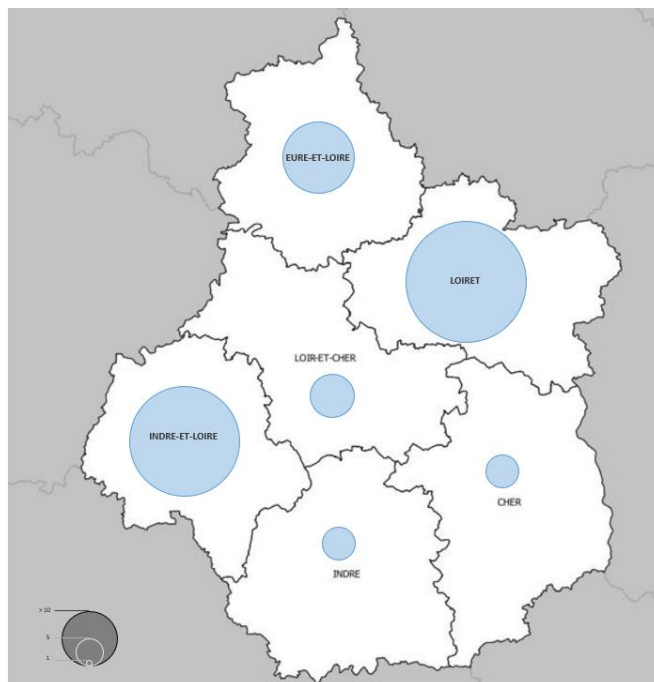 EURE-ET-LOIRE
LOIRET
LOIR-ET-CHER
INDRE-ET-LOIRE
CHER
INDRE
> 10
5
1